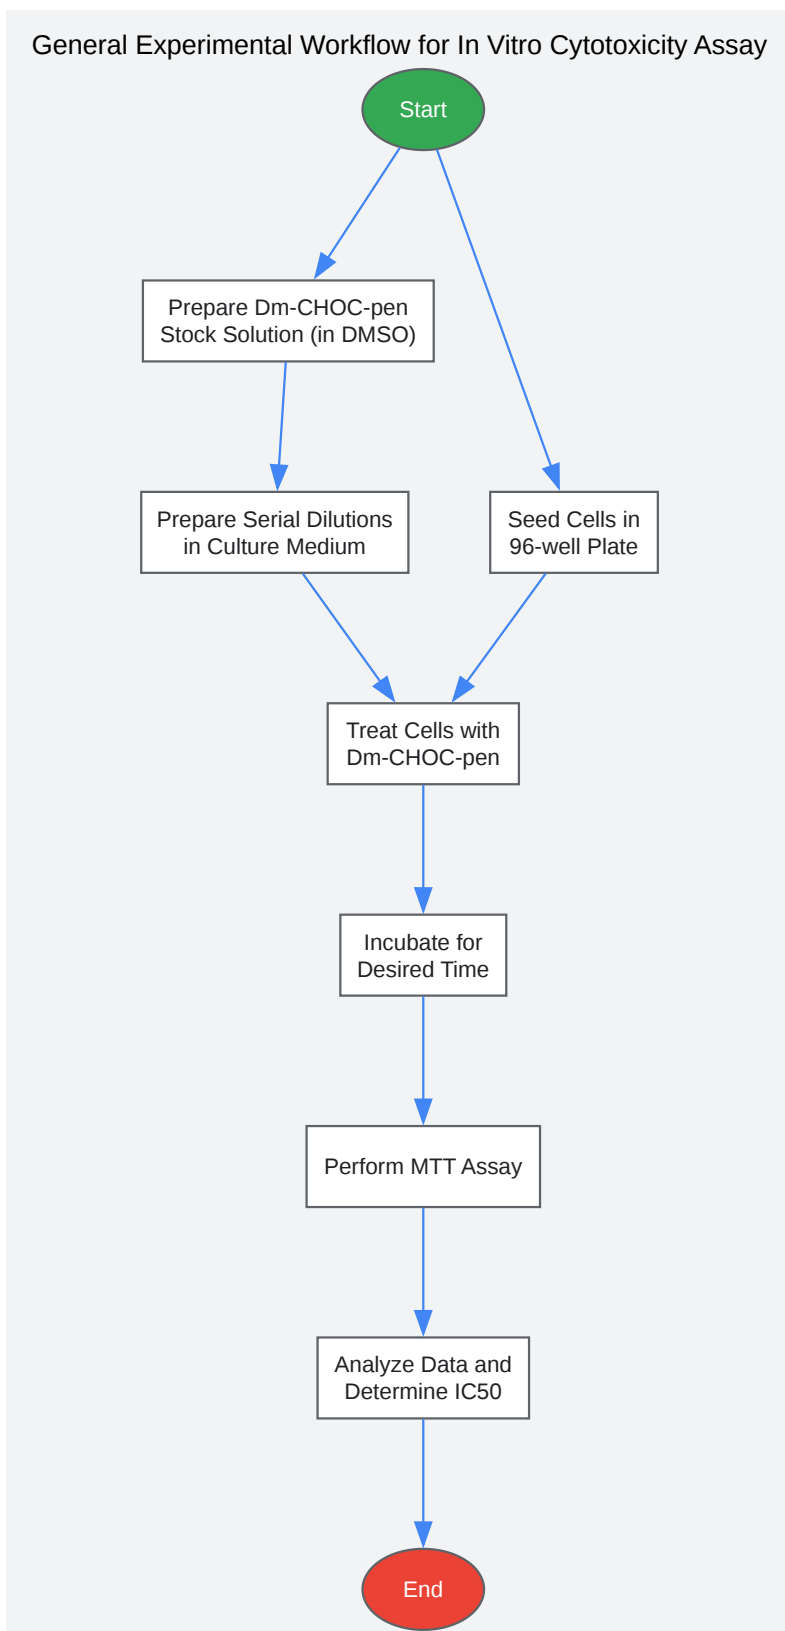 General Experimental Workflow for In Vitro Cytotoxicity Assay
Start
Prepare Dm-CHOC-pen
Stock Solution (in DMSO)
Prepare Serial Dilutions
in Culture Medium
Seed Cells in
96-well Plate
Treat Cells with
Dm-CHOC-pen
Incubate for
Desired Time
Perform MTT Assay
Analyze Data and
Determine IC50
End